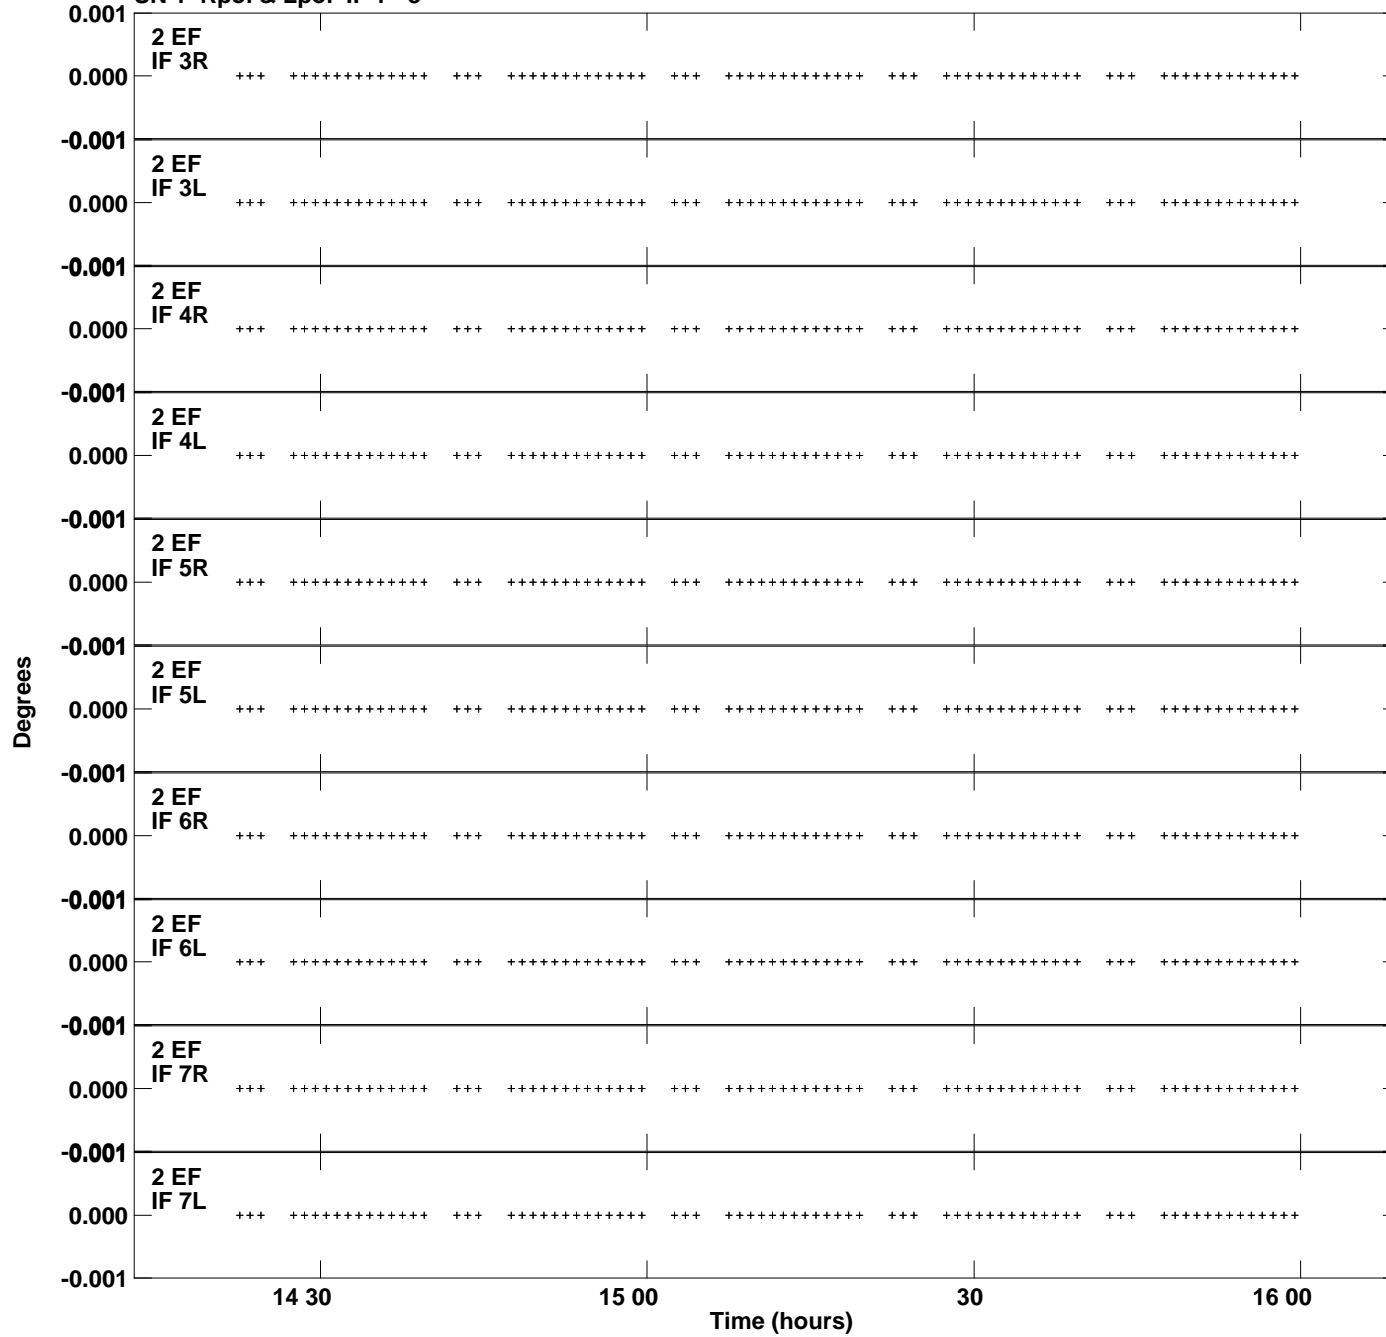 0.001
2 EF
IF 3R
0.000
-0.001
2 EF
IF 3L
0.000
-0.001
2 EF
IF 4R
0.000
-0.001
2 EF
IF 4L
0.000
-0.001
2 EF
IF 5R
0.000
-0.001
2 EF
IF 5L
0.000
-0.001
2 EF
IF 6R
0.000
-0.001
2 EF
IF 6L
0.000
-0.001
2 EF
IF 7R
0.000
-0.001
2 EF
IF 7L
0.000
-0.001
Degrees
14 30 15 00 30 16 00
Time (hours)